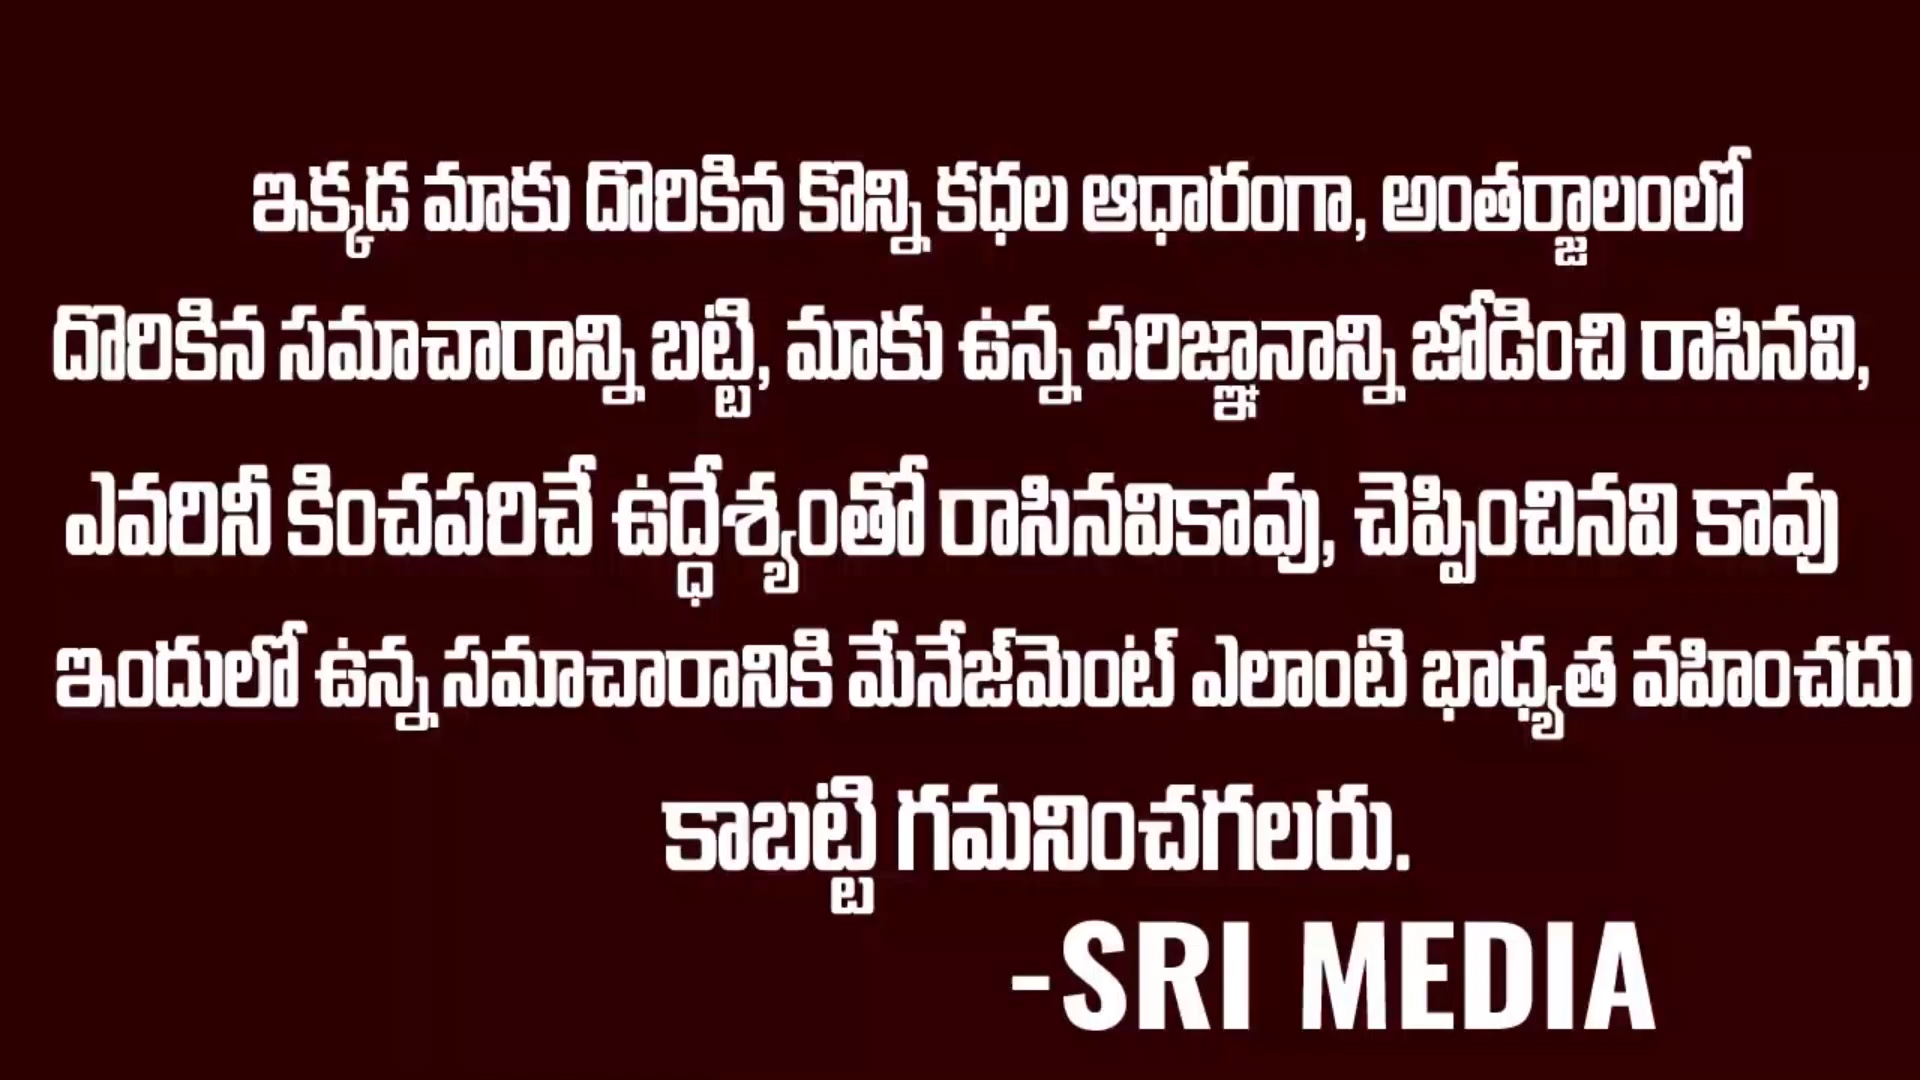 ఇక్కడ మాకు దొరికిన కొన్ని కధల ఆధారంగా, అంతర్జాలంలో
దొరికిన సమాచారాన్ని బట్టి, మాకు ఉన్న పరిజ్ఞానాన్ని జోడించి రాసినవి,
ఎవరినీ కించపరిచే ఉద్ధేశ్యంతో రాసినవికావు, చెప్పించినవి కావు
ఇందులో ఉన్న సమాచారానికి మేనేజ్‌మెంట్ ఎలాంటి భాధ్యత వహించదు
కాబట్టి గమనించగలరు.
-SRI MEDIA